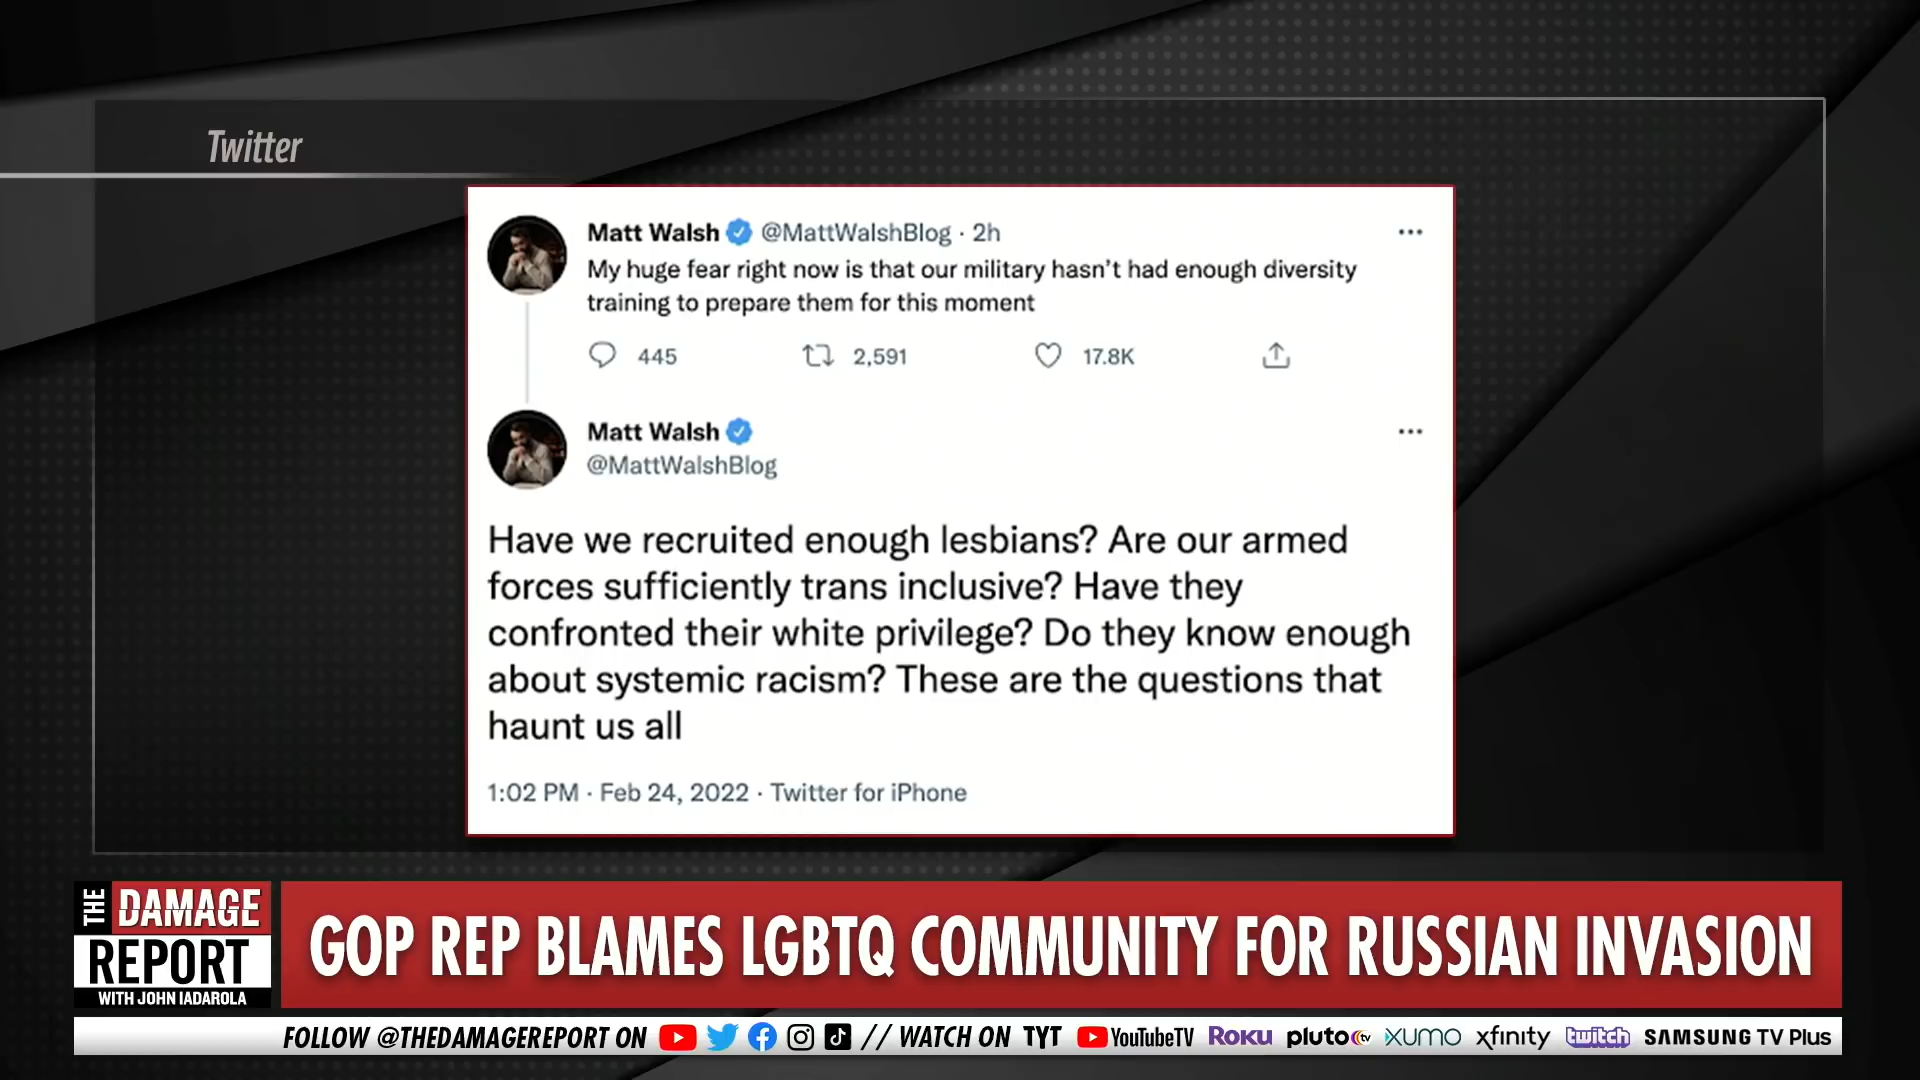 Twitter
Matt Walsh @MattWalshBlog · 2h
My huge fear right now is that our military hasn't had enough diversity
training to prepare them for this moment
445 2,591 17.8K
Matt Walsh
@MattWalshBlog
Have we recruited enough lesbians? Are our armed
forces sufficiently trans inclusive? Have they
confronted their white privilege? Do they know enough
about systemic racism? These are the questions that
haunt us all
1:02 PM · Feb 24, 2022 · Twitter for iPhone
THE DAMAGE
REPORT
WITH JOHN IADAROLA
GOP REP BLAMES LGBTQ COMMUNITY FOR RUSSIAN INVASION
FOLLOW @THEDAMAGEREPORT ON // WATCH ON TYT YouTubeTV ROKU pluto tv XUMO xfinity twitch SAMSUNG TV Plus